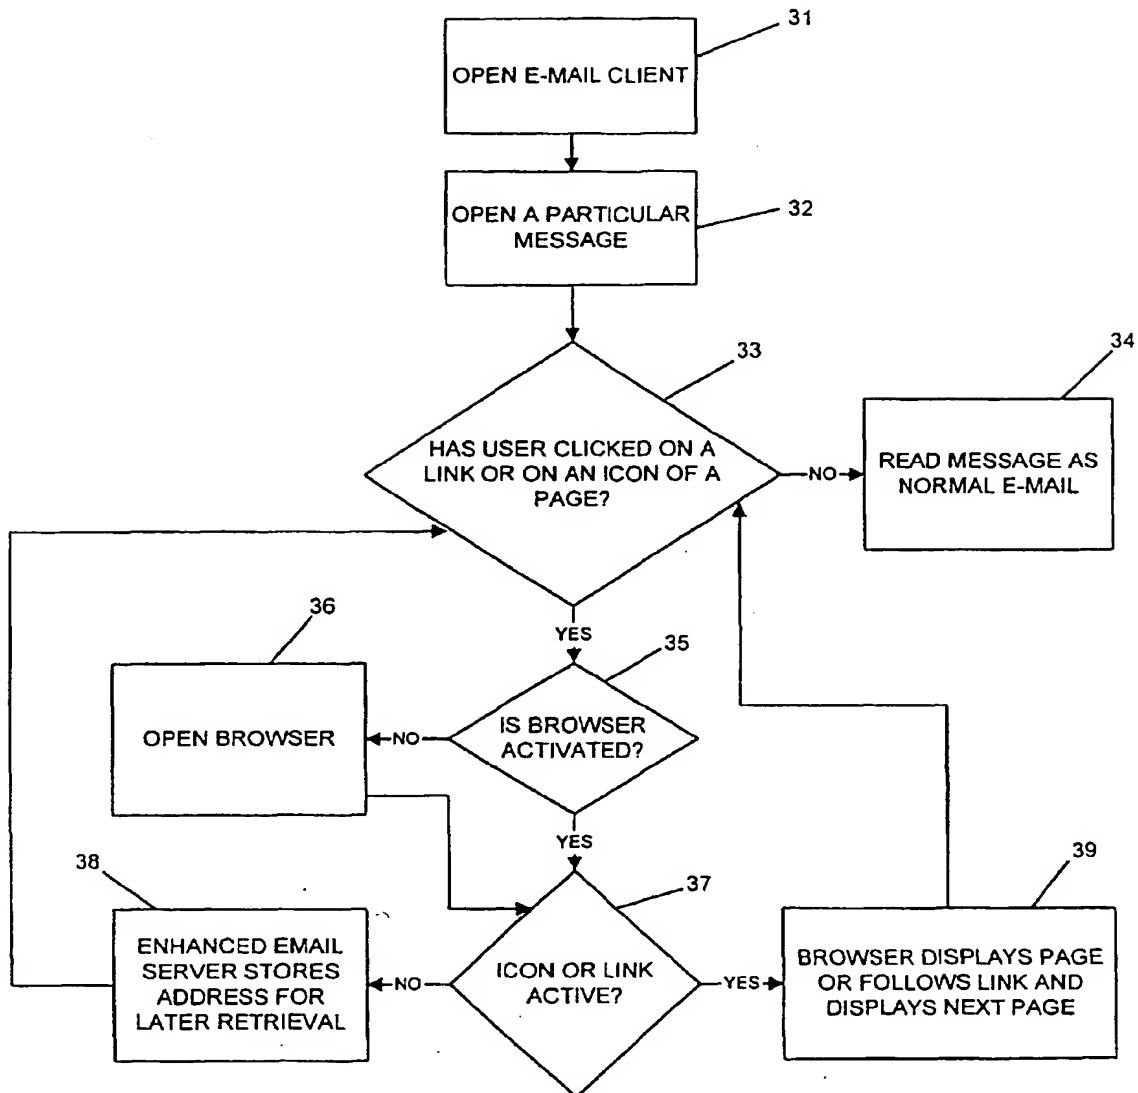 31
OPEN E-MAIL CLIENT
32
OPEN A PARTICULAR
MESSAGE
33
HAS USER CLICKED ON A
LINK OR ON AN ICON OF A
PAGE?
NO
34
READ MESSAGE AS
NORMAL E-MAIL
YES
35
IS BROWSER
ACTIVATED?
NO
36
OPEN BROWSER
YES
37
ICON OR LINK
ACTIVE?
NO
38
ENHANCED EMAIL
SERVER STORES
ADDRESS FOR
LATER RETRIEVAL
YES
39
BROWSER DISPLAYS PAGE
OR FOLLOWS LINK AND
DISPLAYS NEXT PAGE